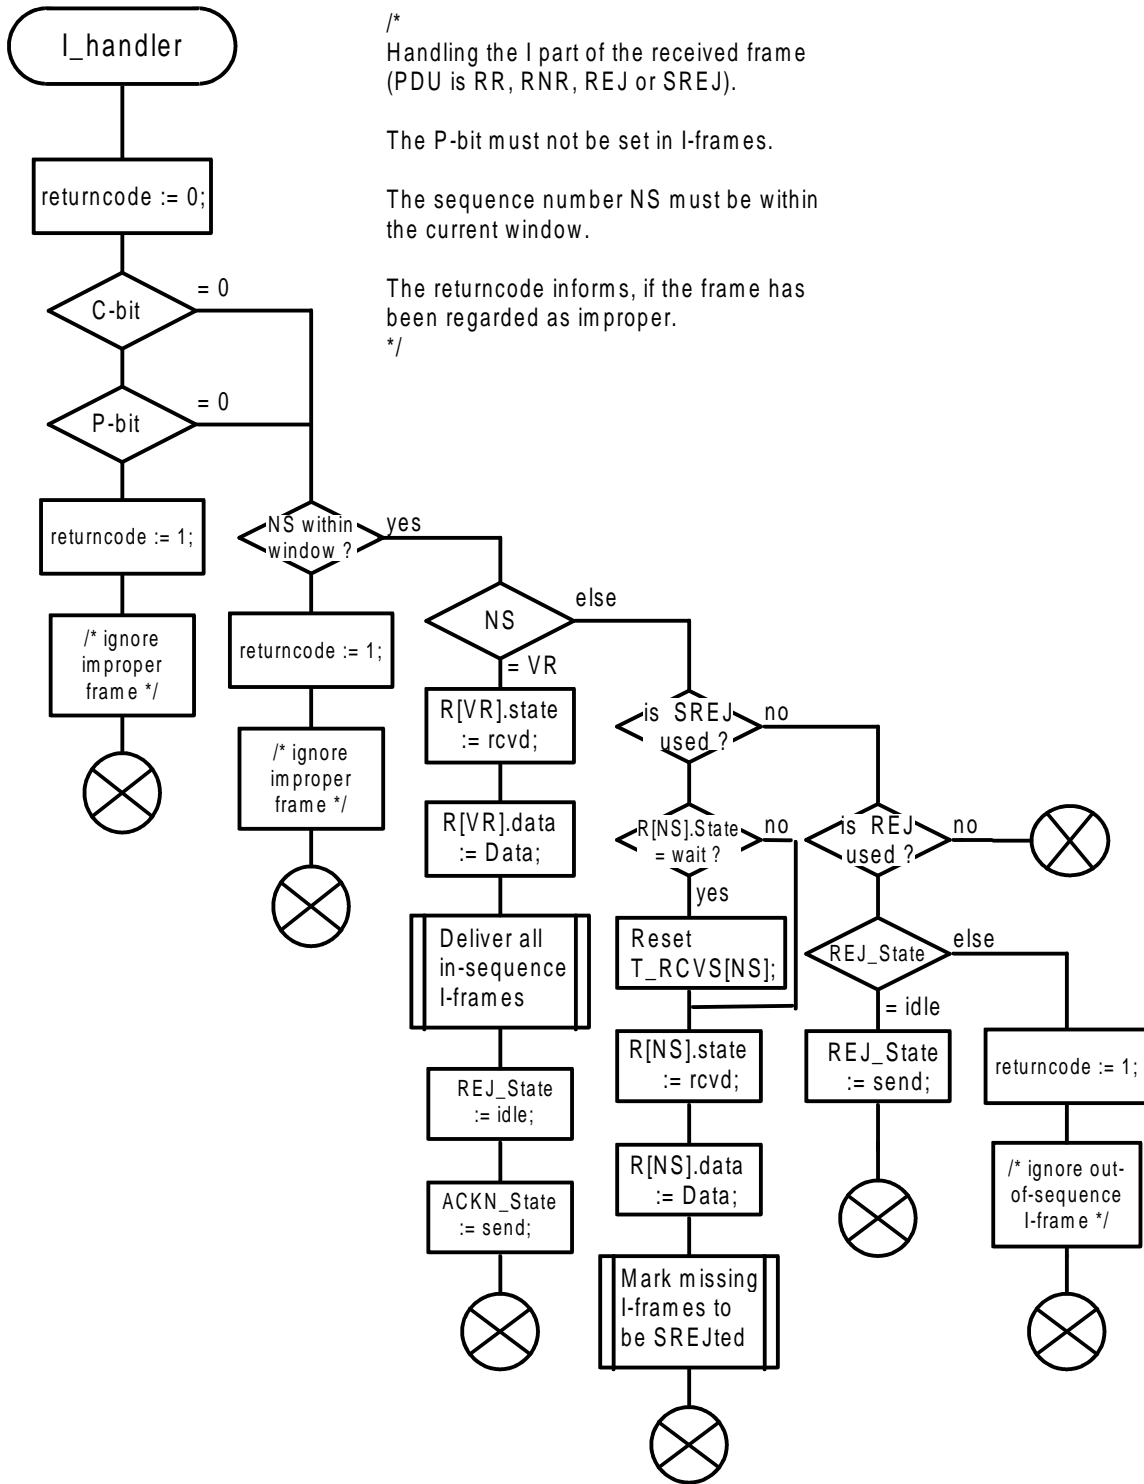 I_handler
/*
Handling the I part of the received frame
(PDU is RR, RNR, REJ or SREJ).
The P-bit must not be set in I-frames.
The sequence number NS must be within
the current window.
The returncode informs, if the frame has
been regarded as improper.
*/
returncode := 0;
C-bit
= 0
P-bit
= 0
returncode := 1;
/* ignore
improper
frame */
NS within
window ?
yes
returncode := 1;
/* ignore
improper
frame */
NS
else
= VR
R[VR].state
:= rcvd;
R[VR].data
:= Data;
Deliver all
in-sequence
I-frames
REJ_State
:= idle;
ACKN_State
:= send;
is SREJ
used ?
no
R[NS].State
= wait ?
no
yes
Reset
T_RCVS[NS];
R[NS].state
:= rcvd;
R[NS].data
:= Data;
Mark missing
I-frames to
be SREJted
is REJ
used ?
no
REJ_State
else
= idle
REJ_State
:= send;
returncode := 1;
/* ignore out-
of-sequence
I-frame */